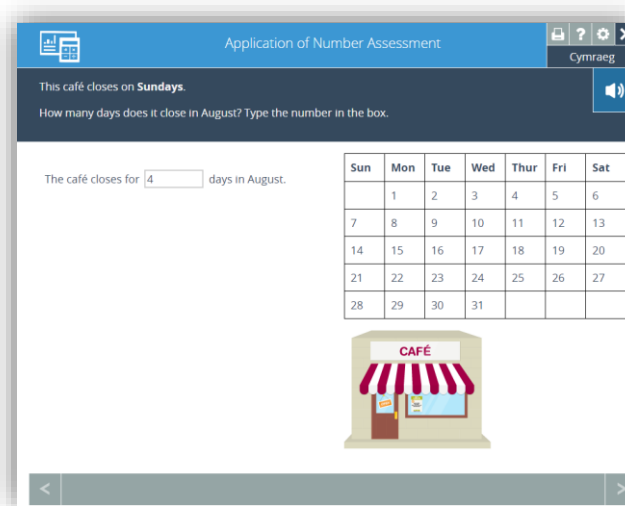 Application of Number Assessment
?
Cymraeg
This café closes on Sundays.
How many days does it close in August? Type the number in the box.
The café closes for 4 days in August.
Sun Mon Tue Wed Thur Fri Sat
1 2 3 4 5 6
7 8 9 10 11 12 13
14 15 16 17 18 19 20
21 22 23 24 25 26 27
28 29 30 31
CAFÉ
< >